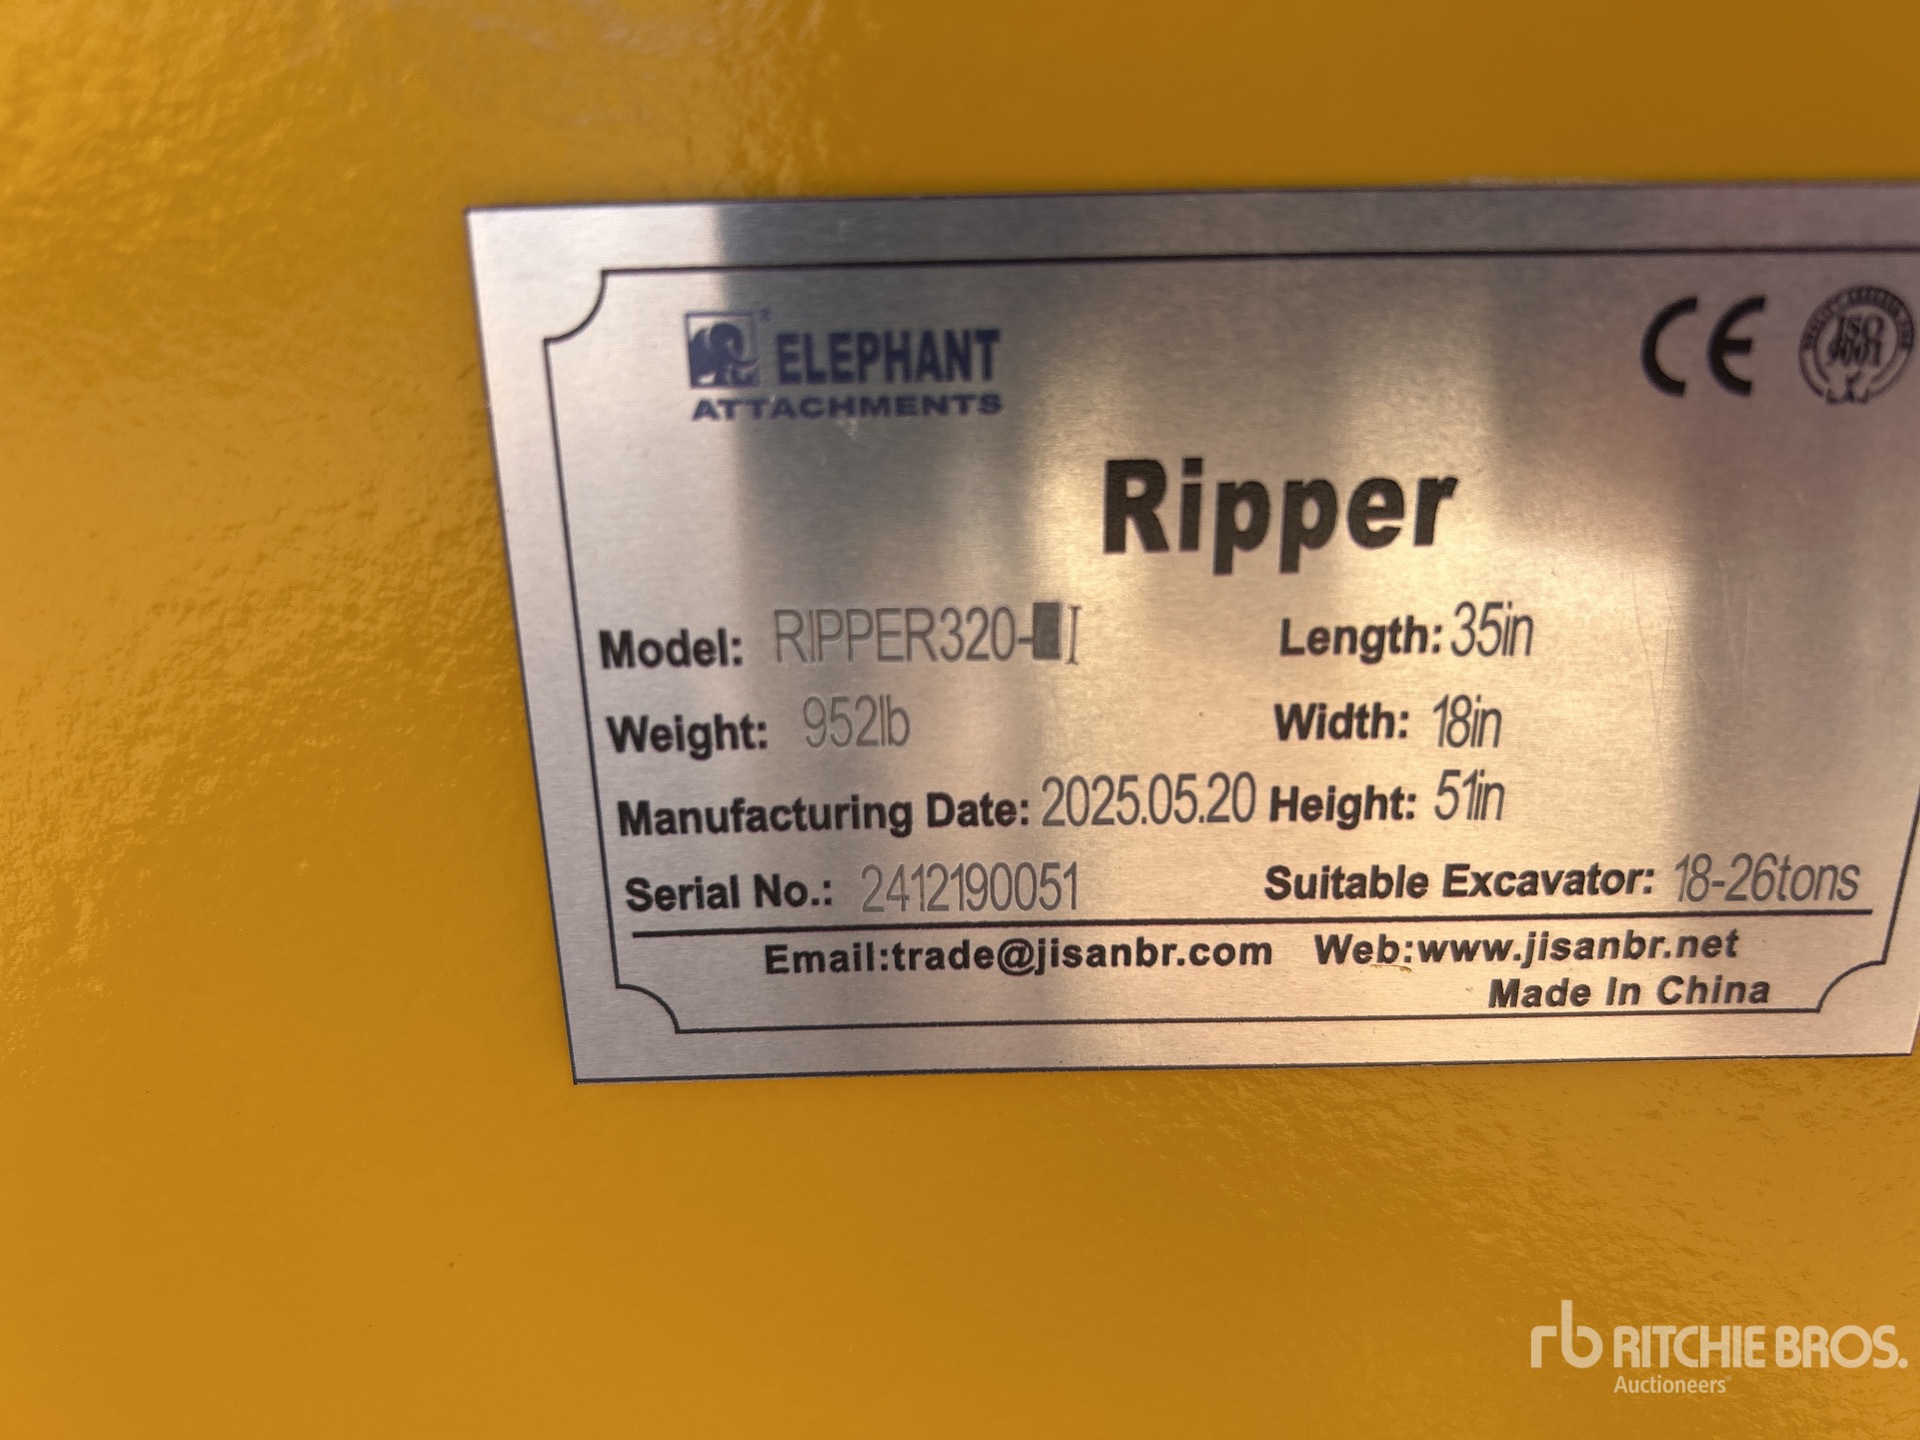 ® ELEPHANT
ATTACHMENTS
CE
ISO
9001
Ripper
Model: RIPPER320-█I
Length: 35in
Weight: 952lb
Width: 18in
Manufacturing Date: 2025.05.20
Height: 51in
Serial No.: 2412190051
Suitable Excavator: 18-26tons
Email:trade@jisanbr.com Web:www.jisanbr.net
Made In China
rb RITCHIE BROS.
Auctioneers